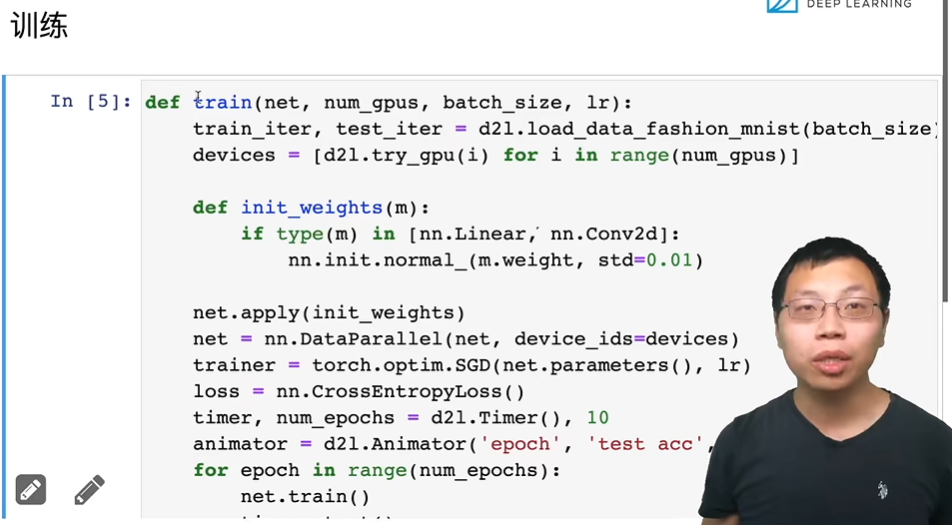 DEEP LEARNING
训练
In [5]: def train(net, num_gpus, batch_size, lr):
train_iter, test_iter = d2l.load_data_fashion_mnist(batch_size)
devices = [d2l.try_gpu(i) for i in range(num_gpus)]
def init_weights(m):
if type(m) in [nn.Linear, nn.Conv2d]:
nn.init.normal_(m.weight, std=0.01)
net.apply(init_weights)
net = nn.DataParallel(net, device_ids=devices)
trainer = torch.optim.SGD(net.parameters(), lr)
loss = nn.CrossEntropyLoss()
timer, num_epochs = d2l.Timer(), 10
animator = d2l.Animator('epoch', 'test acc',
for epoch in range(num_epochs):
net.train()